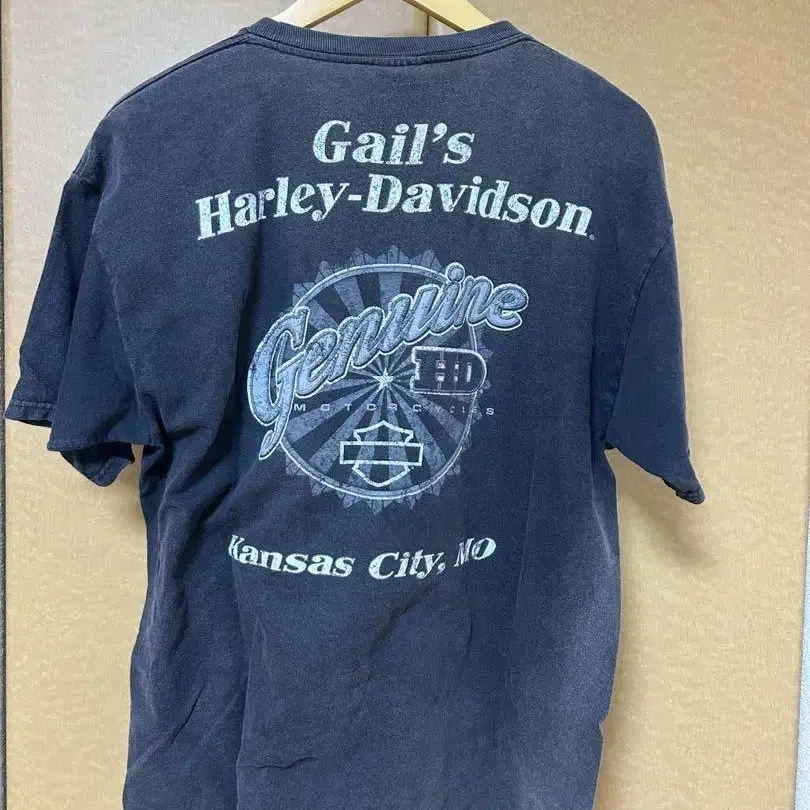 Gail's
Harley-Davidson®
Genuine
HD
MOTORCYCLES
Kansas City, MO